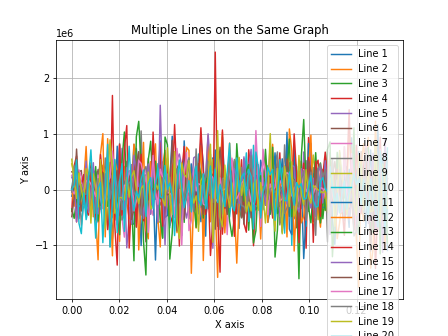 Multiple Lines on the Same Graph
1e6
Y axis
2
1
0
−1
0.00
0.02
0.04
0.06
0.08
0.10
X axis
Line 1
Line 2
Line 3
Line 4
Line 5
Line 6
Line 7
Line 8
Line 9
Line 10
Line 11
Line 12
Line 13
Line 14
Line 15
Line 16
Line 17
Line 18
Line 19
Line 20